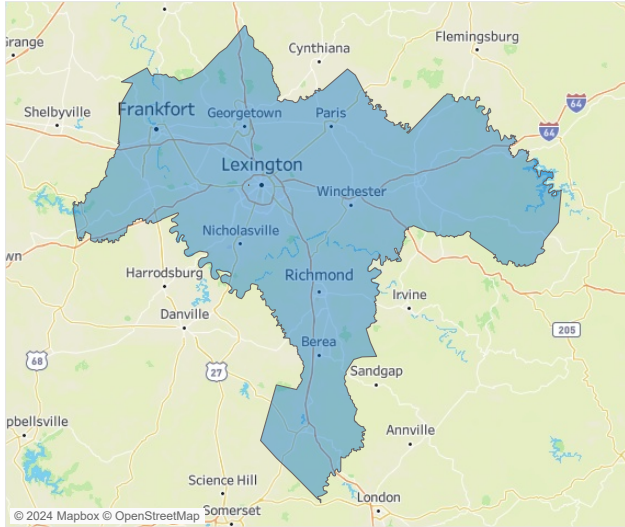 Flemingsburg
Grange
Cynthiana
64
Shelbyville
Frankfort
Georgetown
Paris
64
Lexington
Winchester
Nicholasville
wn
Harrodsburg
Richmond
Irvine
Danville
205
68
27
Berea
Sandgap
pbellsville
Annville
Science Hill
London
Somerset
© 2024 Mapbox © OpenStreetMap